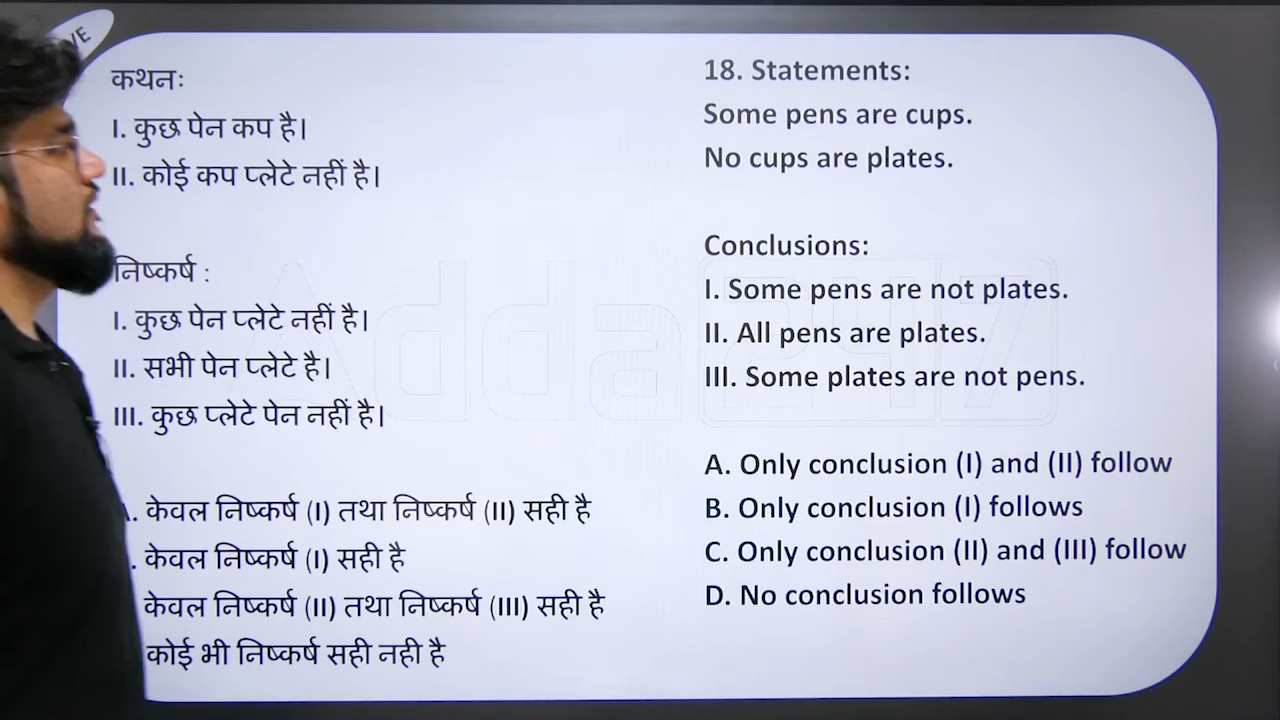 कथनः
I. कुछ पेन कप है।
II. कोई कप प्लेटे नहीं है।
निष्कर्ष :
I. कुछ पेन प्लेटे नहीं है।
II. सभी पेन प्लेटे है।
III. कुछ प्लेटे पेन नहीं है।
. केवल निष्कर्ष (I) तथा निष्कर्ष (II) सही है
. केवल निष्कर्ष (I) सही है
केवल निष्कर्ष (II) तथा निष्कर्ष (III) सही है
कोई भी निष्कर्ष सही नही है
18. Statements:
Some pens are cups.
No cups are plates.
Conclusions:
I. Some pens are not plates.
II. All pens are plates.
III. Some plates are not pens.
A. Only conclusion (I) and (II) follow
B. Only conclusion (I) follows
C. Only conclusion (II) and (III) follow
D. No conclusion follows
Adda247